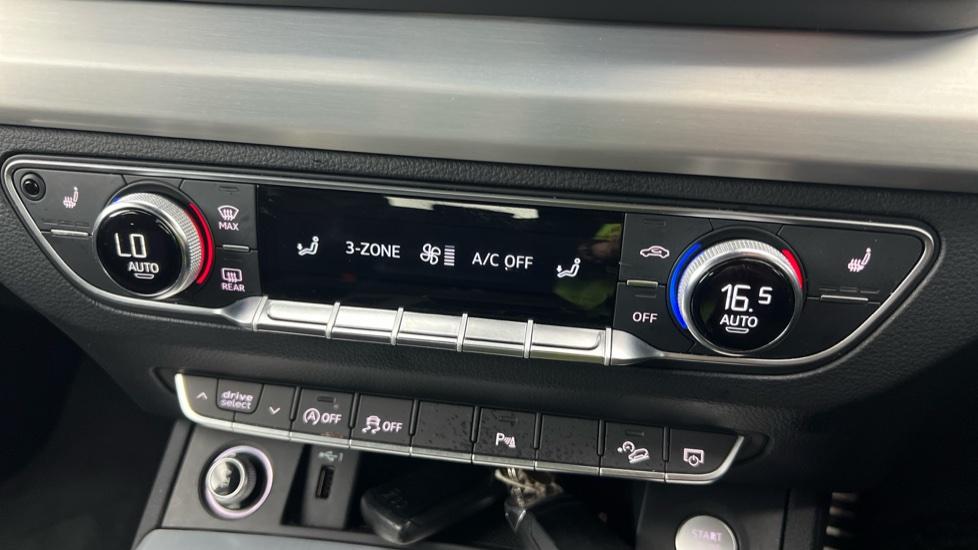 LO
AUTO
MAX
REAR
3-ZONE
A/C OFF
OFF
16.5
AUTO
drive
select
OFF
OFF
P
START